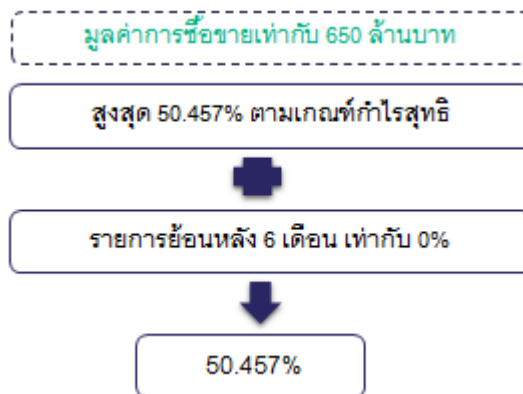 มูลค่าการซื้อขายเท่ากับ 650 ล้านบาท
สูงสุด 50.457% ตามเกณฑ์กำไรสุทธิ
รายการย้อนหลัง 6 เดือน เท่ากับ 0%
50.457%